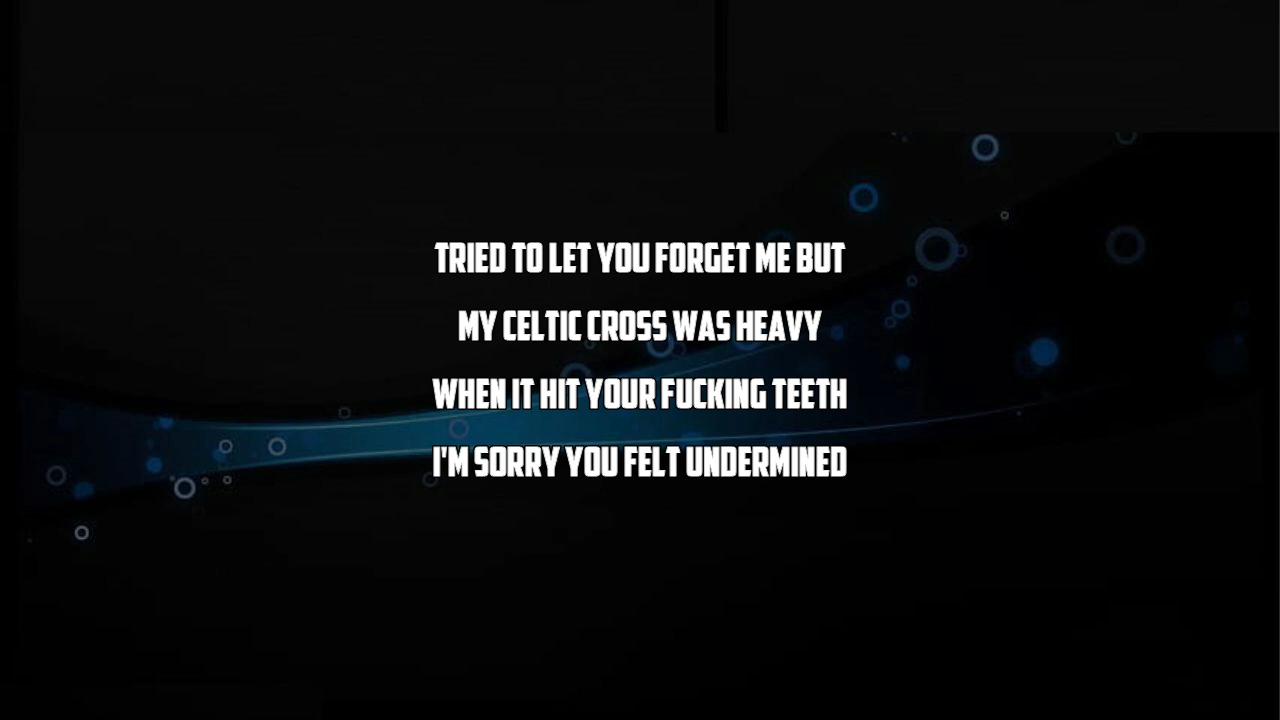 TRIED TO LET YOU FORGET ME BUT
MY CELTIC CROSS WAS HEAVY
WHEN IT HIT YOUR FUCKING TEETH
I'M SORRY YOU FELT UNDERMINED